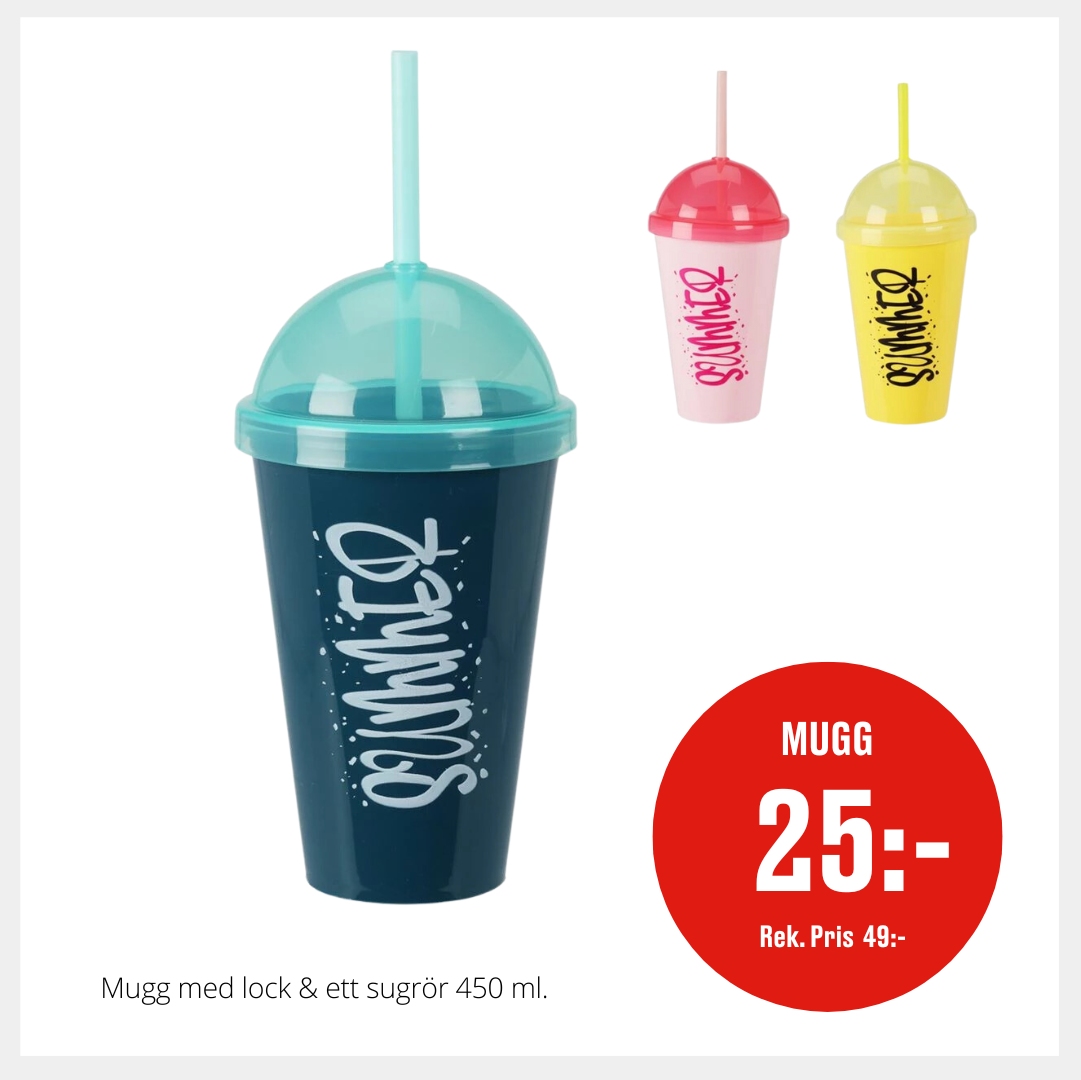 SUMMER
SUMMER
SUMMER
MUGG
25:-
Rek. Pris 49:-
Mugg med lock & ett sugrör 450 ml.